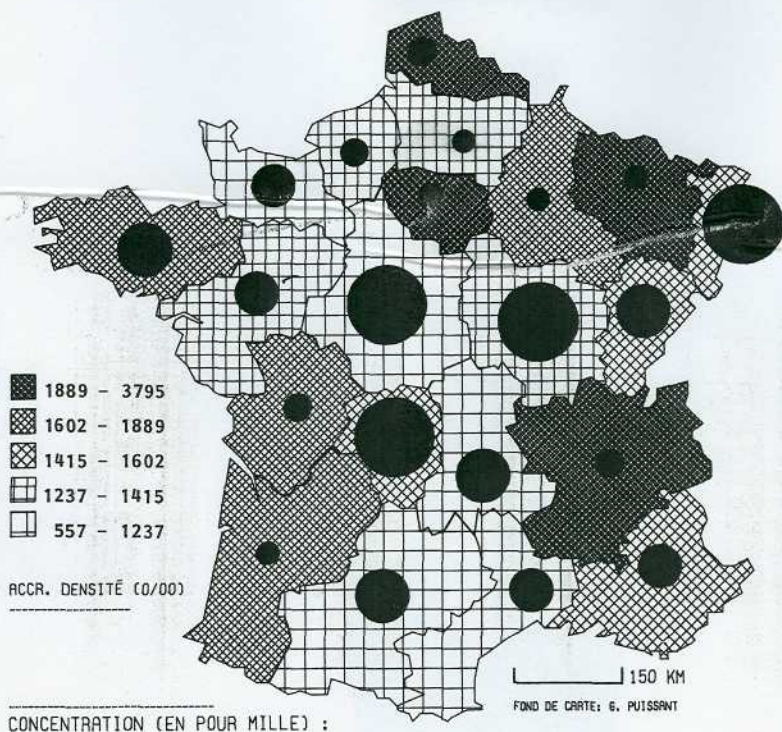 1889 - 3795
1602 - 1889
1415 - 1602
1237 - 1415
557 - 1237
ACCR. DENSITÉ (0/00)
150 KM
FOND DE CARTE: G. PUISSANT
CONCENTRATION (EN POUR MILLE) :